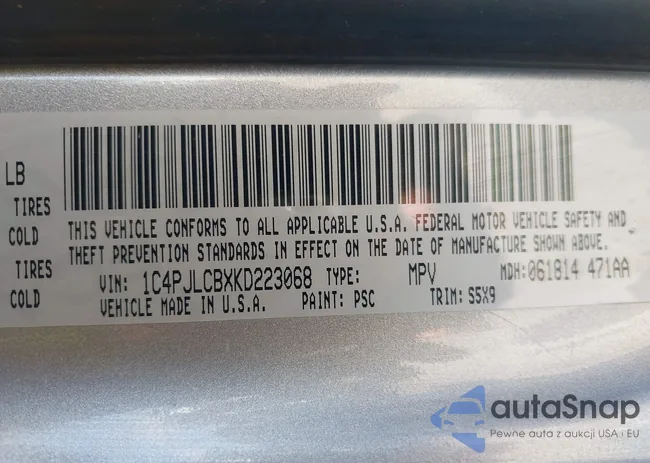 LB
TIRES
COLD
TIRES
COLD
THIS VEHICLE CONFORMS TO ALL APPLICABLE U.S.A. FEDERAL MOTOR VEHICLE SAFETY AND
THEFT PREVENTION STANDARDS IN EFFECT ON THE DATE OF MANUFACTURE SHOWN ABOVE.
VIN: 1C4PJLCBXKD223068 TYPE: MPV MDH:061814 471AA
VEHICLE MADE IN U.S.A. PAINT: PSC TRIM: S5X9
autaSnap
Pewne auta z aukcji USA i EU